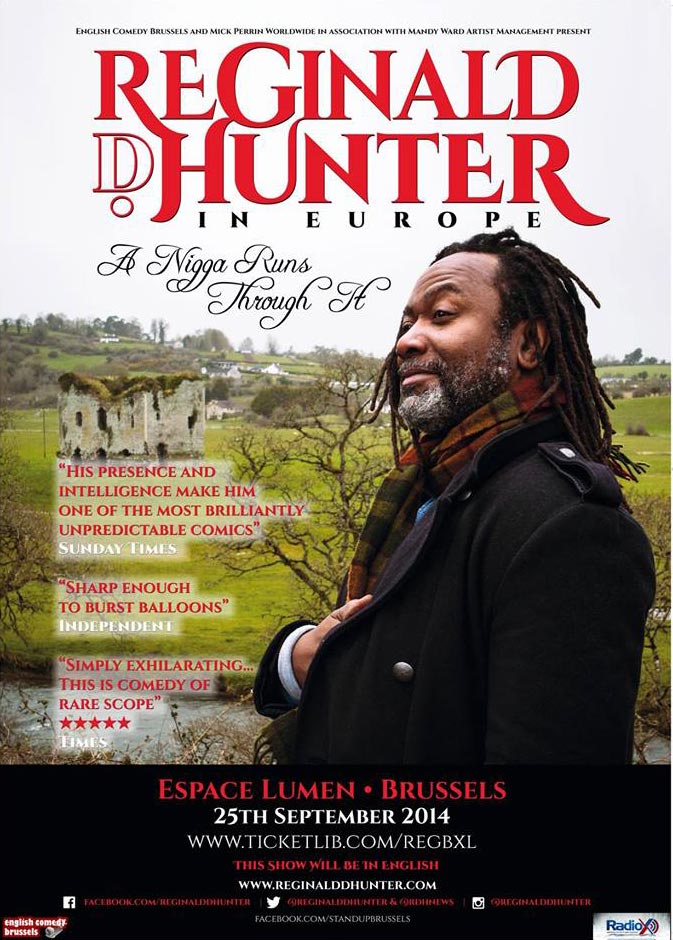 English Comedy Brussels and Mick Perrin Worldwide in association with Mandy Ward Artist Management present
REGINALD
D. HUNTER
IN EUROPE
A Nigga Runs
Through It
“His presence and
intelligence make him
one of the most brilliantly
unpredictable comics”
Sunday Times
“Sharp enough
to burst balloons”
Independent
“Simply exhilarating...
This is comedy of
rare scope”
★★★★★
Times
Espace Lumen • Brussels
25th September 2014
www.ticketlib.com/regbxl
This Show Will Be In English
www.reginalddhunter.com
facebook.com/reginalddhunter | @reginalddhunter & @rdhnews | @reginalddhunter
facebook.com/standupbrussels
english comedy
brussels
RadioX